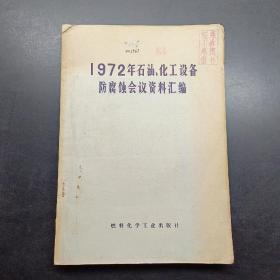 1972年石油、化工设备
防腐蚀会议资料汇编
燃料化学工业出版社